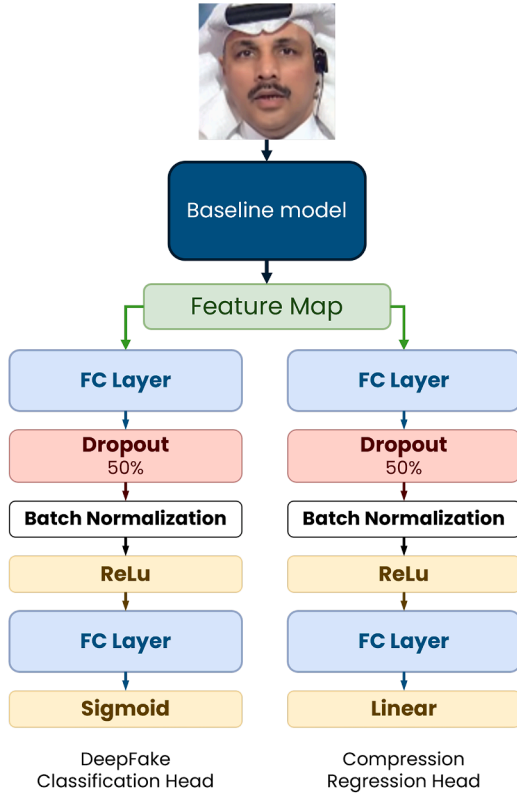 Baseline model
Feature Map
FC Layer
Dropout
50%
Batch Normalization
ReLu
FC Layer
Sigmoid
DeepFake
Classification Head
FC Layer
Dropout
50%
Batch Normalization
ReLu
FC Layer
Linear
Compression
Regression Head